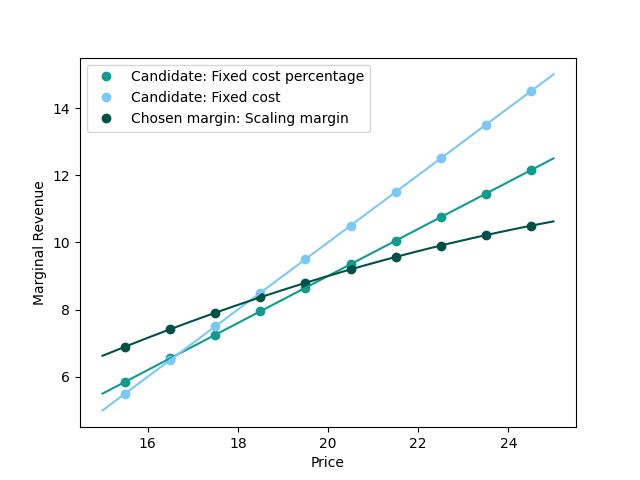 Candidate: Fixed cost percentage
Candidate: Fixed cost
Chosen margin: Scaling margin
Marginal Revenue
14
12
10
8
6
16 18 20 22 24
Price